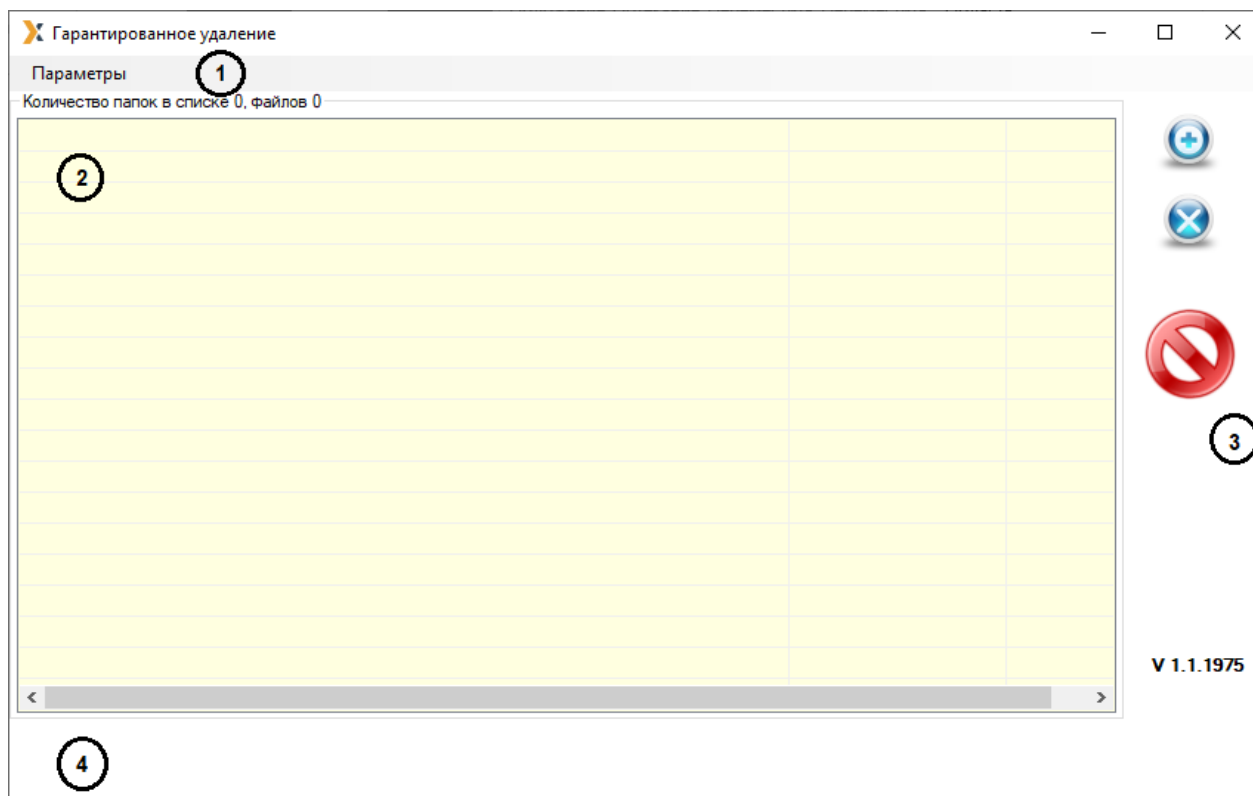 Гарантированное удаление
Параметры
1
Количество папок в списке 0, файлов 0
2
3
V 1.1.1975
4